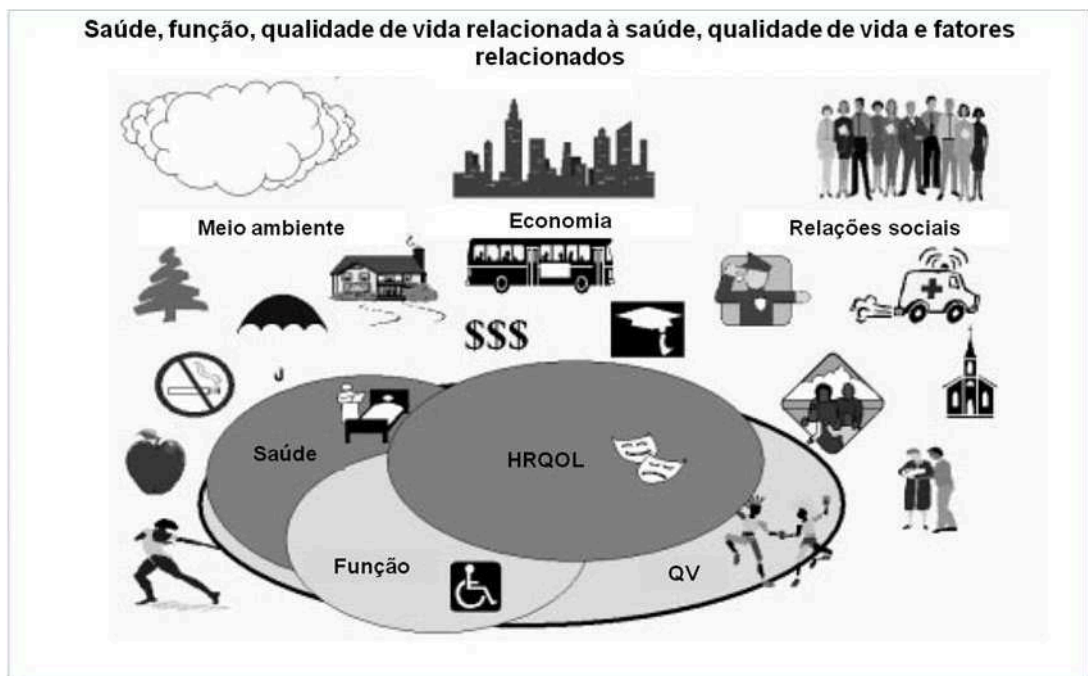 Saúde, função, qualidade de vida relacionada à saúde, qualidade de vida e fatores
relacionados
Meio ambiente
Economia
Relações sociais
$$$
J
Saúde
HRQOL
Função
QV